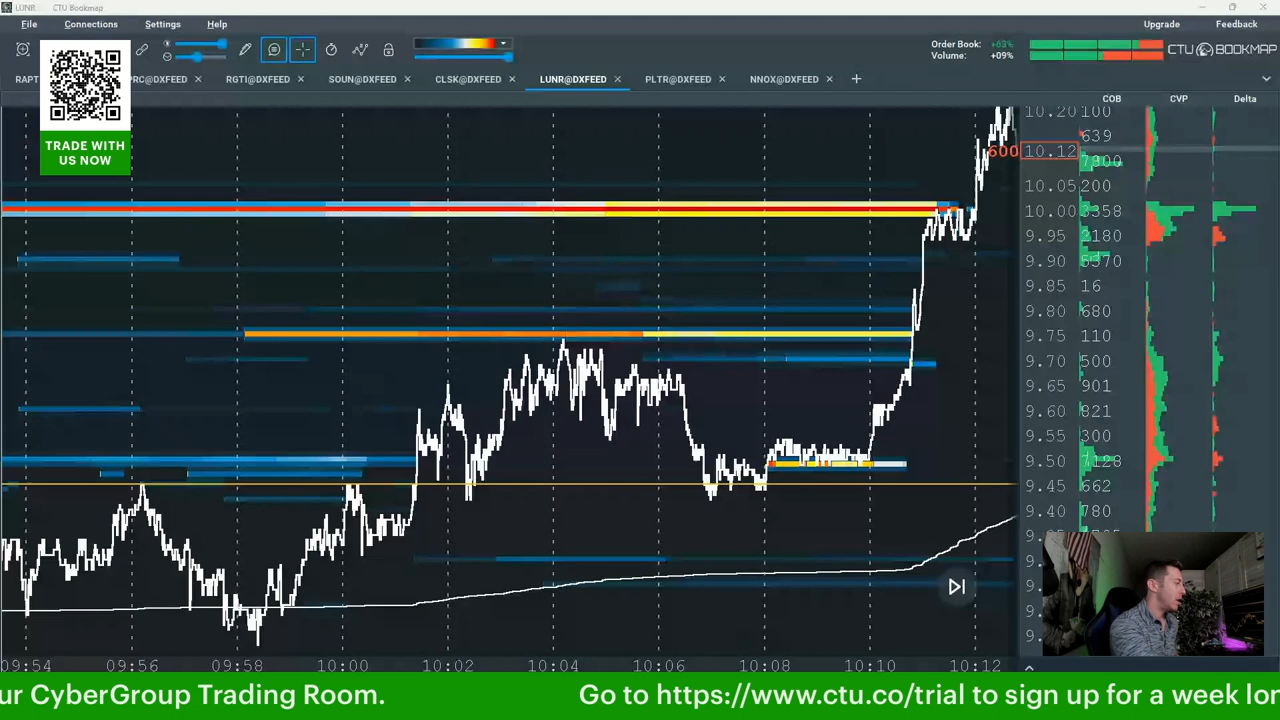 LUNR CTU Bookmap
File Connections Settings Help Upgrade Feedback
Order Book: +63%
Volume: +09%
CTU BOOKMAP
RAPT PRC@DXFEED RGTI@DXFEED SOUN@DXFEED CLSK@DXFEED LUNR@DXFEED PLTR@DXFEED NNOX@DXFEED
TRADE WITH
US NOW
COB CVP Delta
10.20 100
639
600 10.12
7300
10.05 200
10.00 3358
9.95 2180
9.90 5370
9.85 16
9.80 680
9.75 110
9.70 500
9.65 901
9.60 821
9.55 300
9.50 7128
9.45 662
9.40 780
09:54 09:56 09:58 10:00 10:02 10:04 10:06 10:08 10:10 10:12
ur CyberGroup Trading Room. Go to https://www.ctu.co/trial to sign up for a week lon